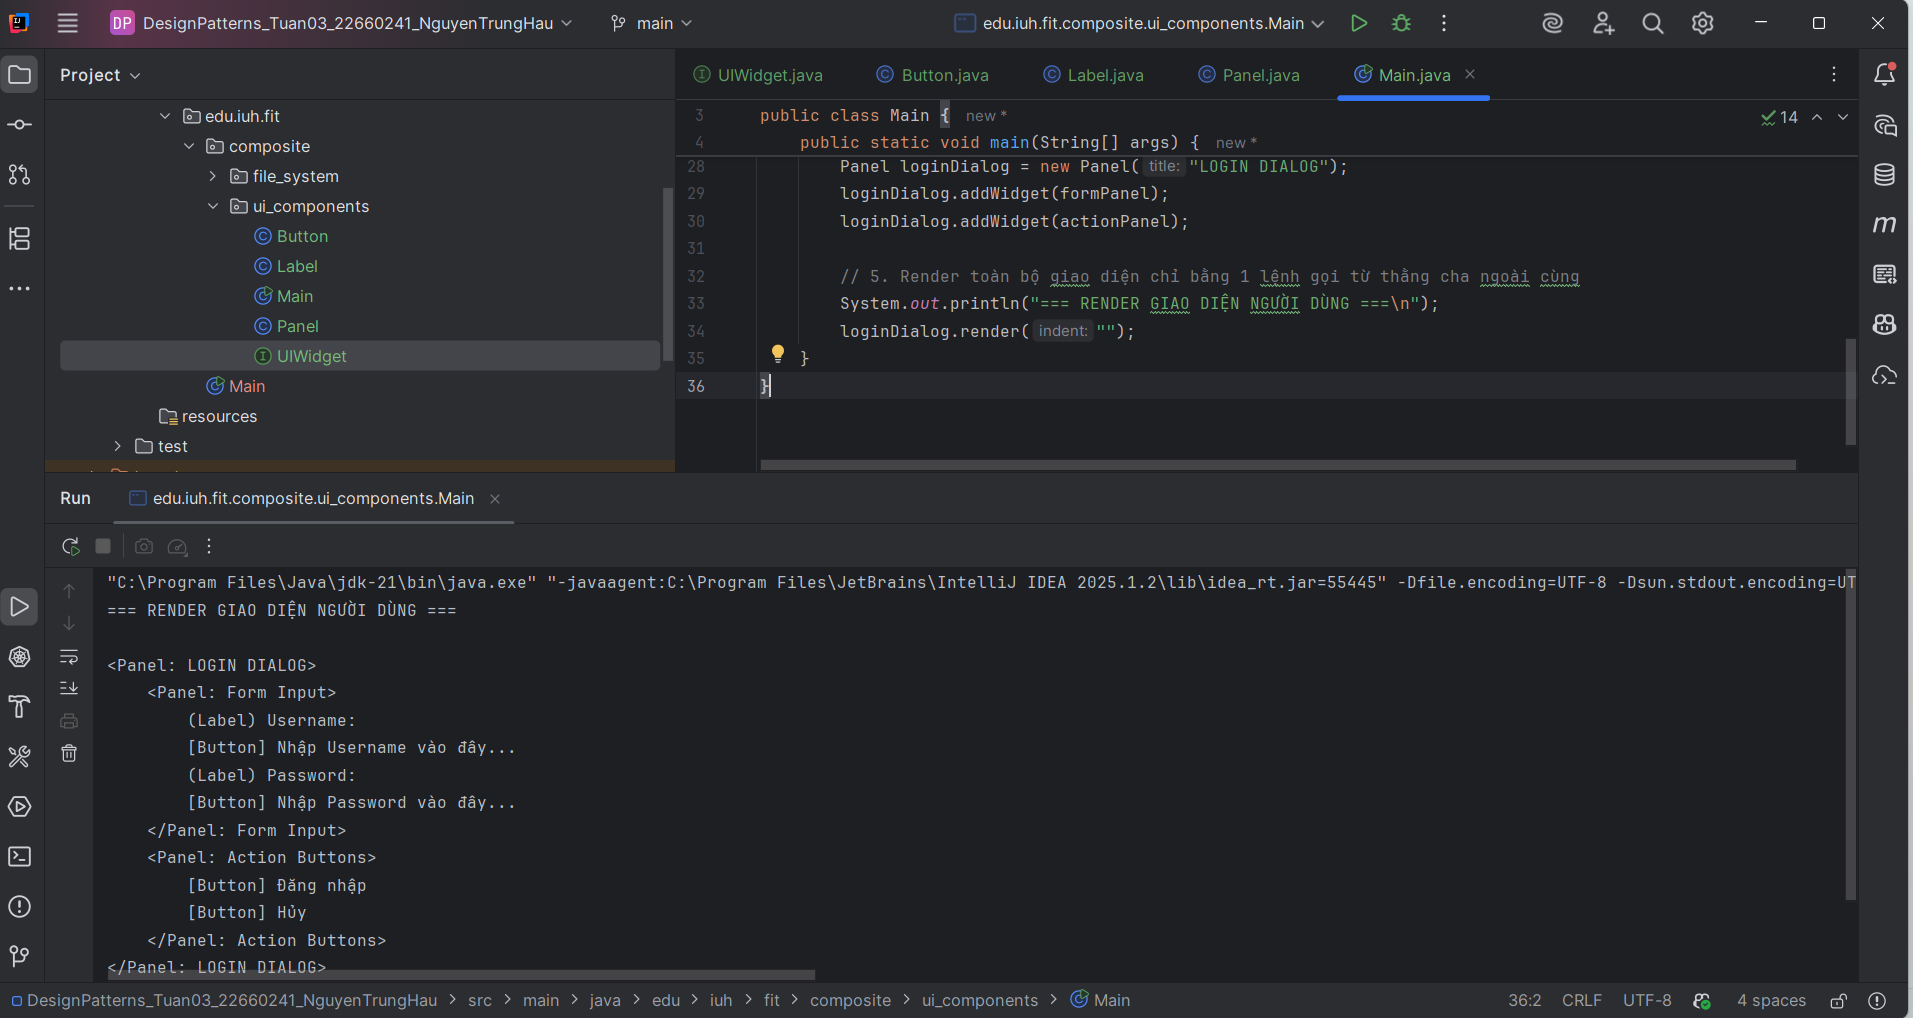 DP DesignPatterns_Tuan03_22660241_NguyenTrungHau main edu.iuh.fit.composite.ui_components.Main
Project
edu.iuh.fit
composite
file_system
ui_components
Button
Label
Main
Panel
UIWidget
Main
resources
test
UIWidget.java Button.java Label.java Panel.java Main.java
14
3 public class Main { new *
4 public static void main(String[] args) { new *
28 Panel loginDialog = new Panel( title: "LOGIN DIALOG");
29 loginDialog.addWidget(formPanel);
30 loginDialog.addWidget(actionPanel);
31
32 // 5. Render toàn bộ giao diện chỉ bằng 1 lệnh gọi từ thằng cha ngoài cùng
33 System.out.println("=== RENDER GIAO DIỆN NGƯỜI DÙNG ===\n");
34 loginDialog.render( indent: "");
35 }
36 }
Run edu.iuh.fit.composite.ui_components.Main
"C:\Program Files\Java\jdk-21\bin\java.exe" "-javaagent:C:\Program Files\JetBrains\IntelliJ IDEA 2025.1.2\lib\idea_rt.jar=55445" -Dfile.encoding=UTF-8 -Dsun.stdout.encoding=UT
=== RENDER GIAO DIỆN NGƯỜI DÙNG ===
<Panel: LOGIN DIALOG>
<Panel: Form Input>
(Label) Username:
[Button] Nhập Username vào đây...
(Label) Password:
[Button] Nhập Password vào đây...
</Panel: Form Input>
<Panel: Action Buttons>
[Button] Đăng nhập
[Button] Hủy
</Panel: Action Buttons>
</Panel: LOGIN DIALOG>
DesignPatterns_Tuan03_22660241_NguyenTrungHau > src > main > java > edu > iuh > fit > composite > ui_components > Main 36:2 CRLF UTF-8 4 spaces